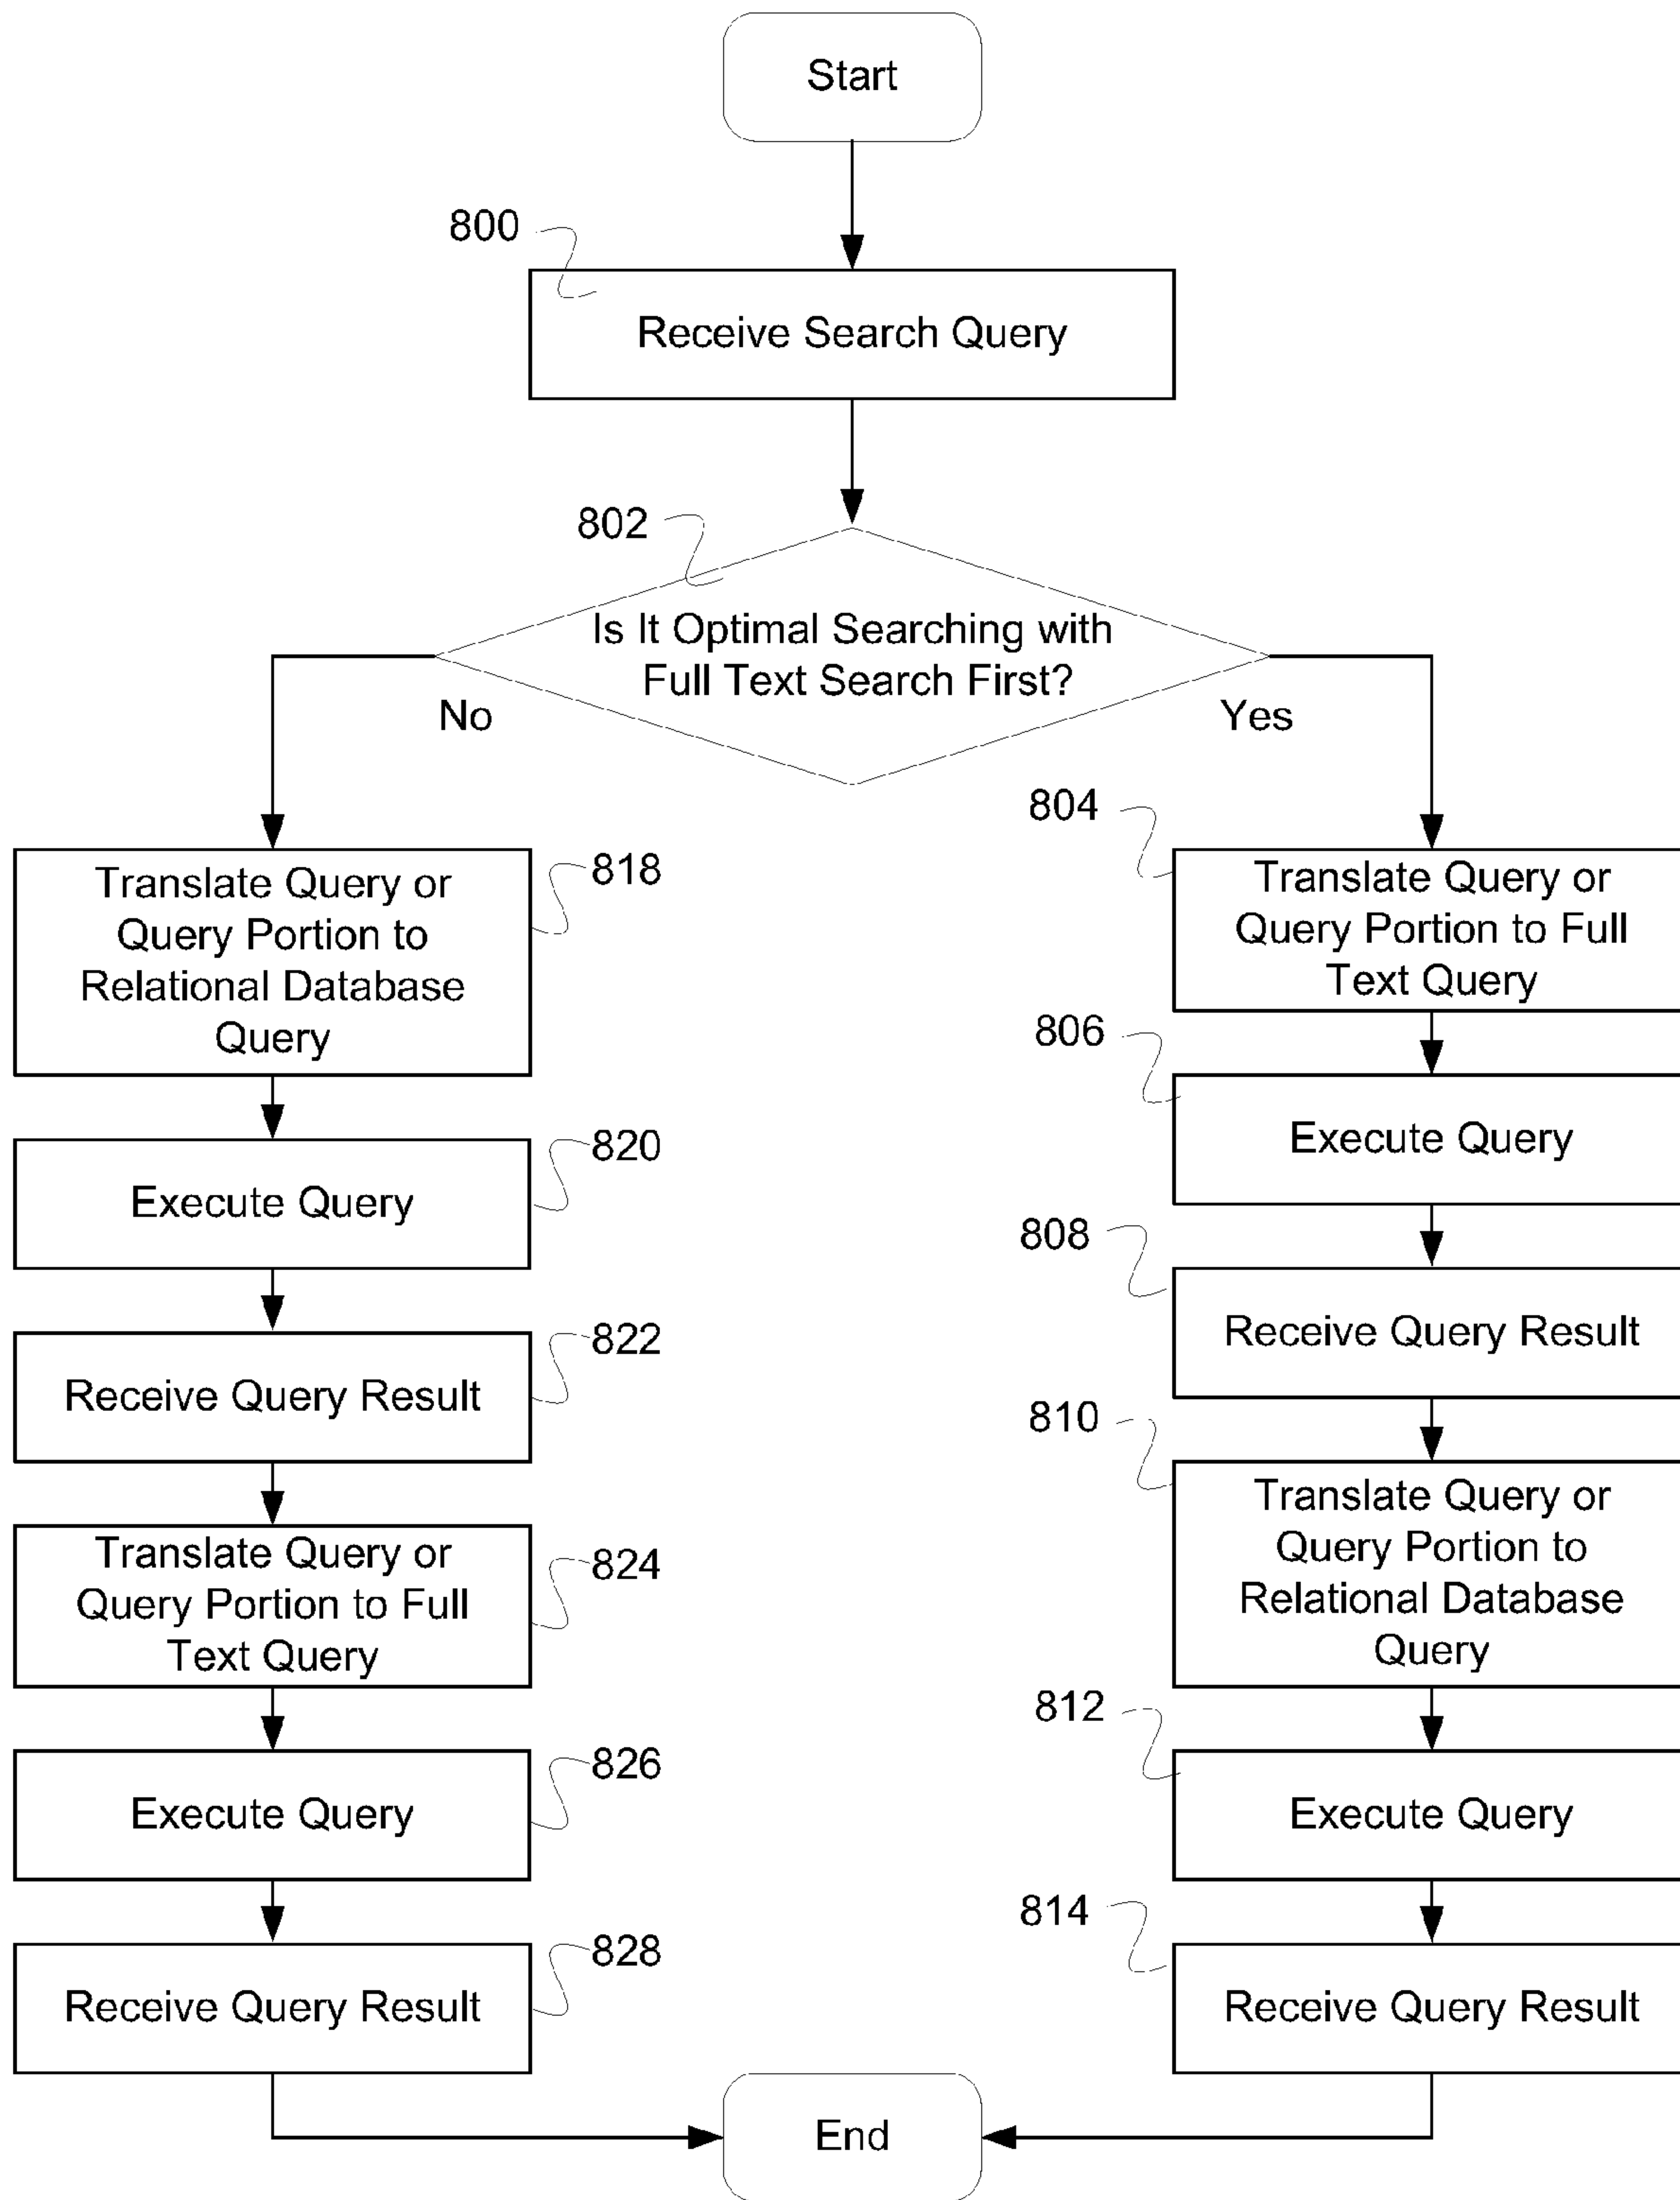 Start
800
Receive Search Query
802
Is It Optimal Searching with
Full Text Search First?
No
Yes
818
Translate Query or
Query Portion to
Relational Database
Query
820
Execute Query
822
Receive Query Result
824
Translate Query or
Query Portion to Full
Text Query
826
Execute Query
828
Receive Query Result
804
Translate Query or
Query Portion to Full
Text Query
806
Execute Query
808
Receive Query Result
810
Translate Query or
Query Portion to
Relational Database
Query
812
Execute Query
814
Receive Query Result
End